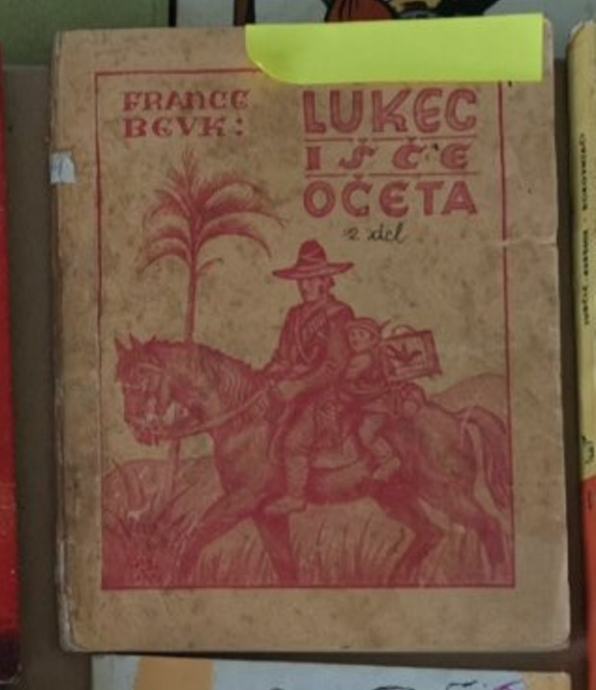 FRANCE
BEVK:
LUKEC
IŠČE
OČETA
2 del